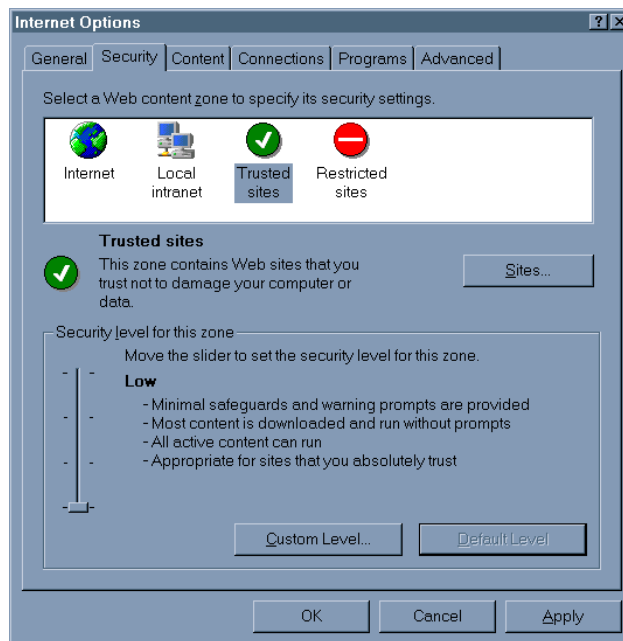 Internet Options
General Security Content Connections Programs Advanced
Select a Web content zone to specify its security settings.
Internet Local intranet Trusted sites Restricted sites
Trusted sites
This zone contains Web sites that you
trust not to damage your computer or
data.
Sites...
Security level for this zone
Move the slider to set the security level for this zone.
Low
- Minimal safeguards and warning prompts are provided
- Most content is downloaded and run without prompts
- All active content can run
- Appropriate for sites that you absolutely trust
Custom Level... Default Level
OK Cancel Apply